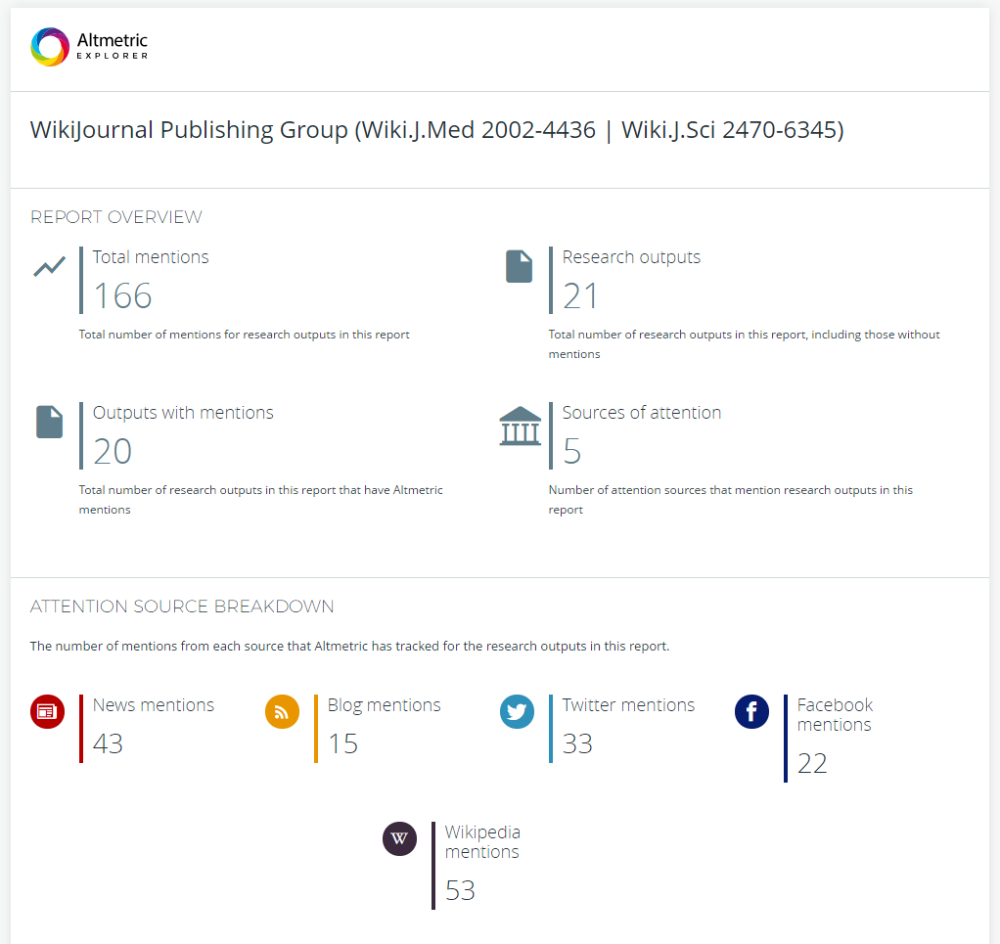 Altmetric
EXPLORER
WikiJournal Publishing Group (Wiki.J.Med 2002-4436 | Wiki.J.Sci 2470-6345)
REPORT OVERVIEW
Total mentions
166
Total number of mentions for research outputs in this report
Research outputs
21
Total number of research outputs in this report, including those without
mentions
Outputs with mentions
20
Total number of research outputs in this report that have Altmetric
mentions
Sources of attention
5
Number of attention sources that mention research outputs in this
report
ATTENTION SOURCE BREAKDOWN
The number of mentions from each source that Altmetric has tracked for the research outputs in this report.
News mentions
43
Blog mentions
15
Twitter mentions
33
Facebook
mentions
22
W
Wikipedia
mentions
53